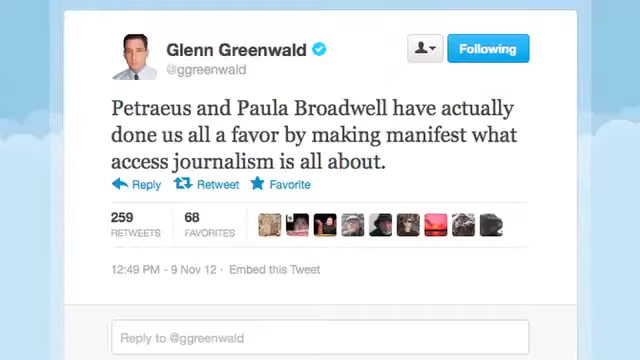 Glenn Greenwald
@ggreenwald
Following
Petraeus and Paula Broadwell have actually
done us all a favor by making manifest what
access journalism is all about.
Reply Retweet Favorite
259 68
RETWEETS FAVORITES
12:49 PM - 9 Nov 12 · Embed this Tweet
Reply to @ggreenwald